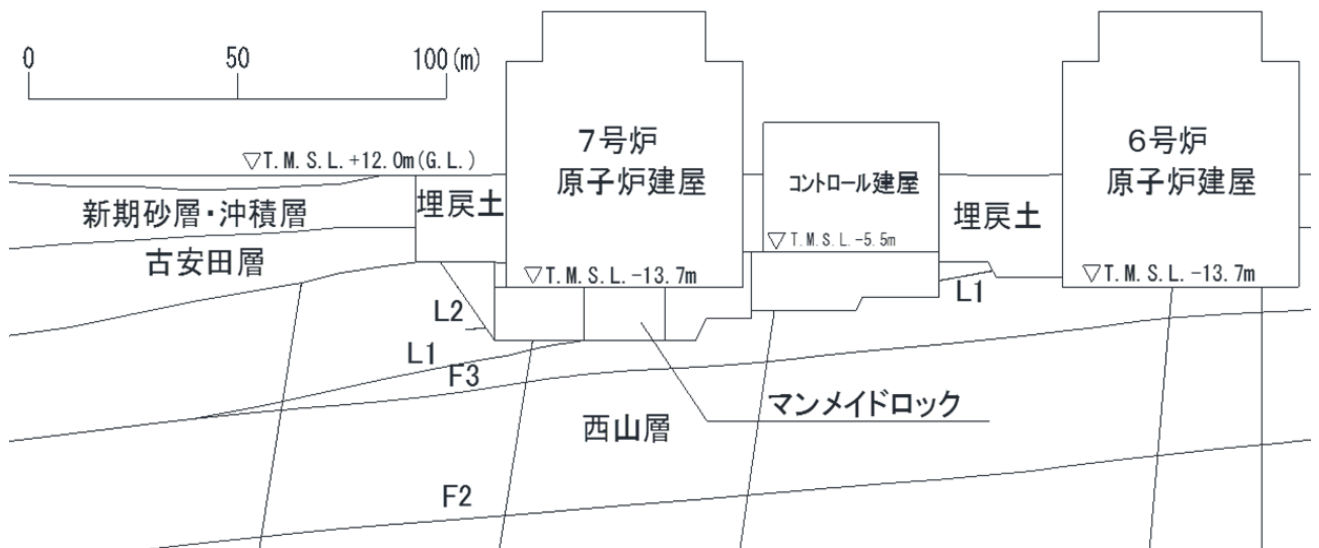 0 50 100(m)
7号炉
原子炉建屋
6号炉
原子炉建屋
コントロール建屋
▽T.M.S.L.+12.0m(G.L.)
埋戻土
埋戻土
新期砂層・沖積層
古安田層
▽T.M.S.L.-5.5m
▽T.M.S.L.-13.7m
▽T.M.S.L.-13.7m
L2
L1
L1
F3
マンメイドロック
西山層
F2